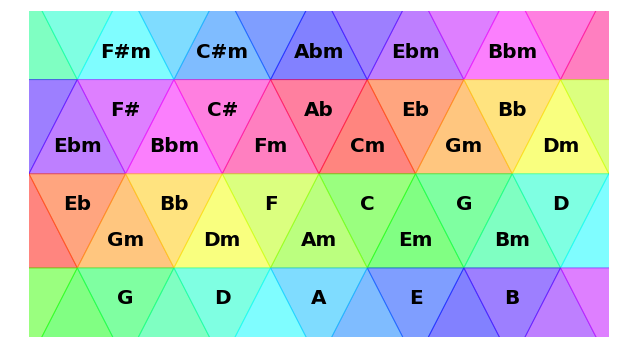 F#m C#m Abm Ebm Bbm
F# C# Ab Eb Bb
Ebm Bbm Fm Cm Gm Dm
Eb Bb F C G D
Gm Dm Am Em Bm
G D A E B